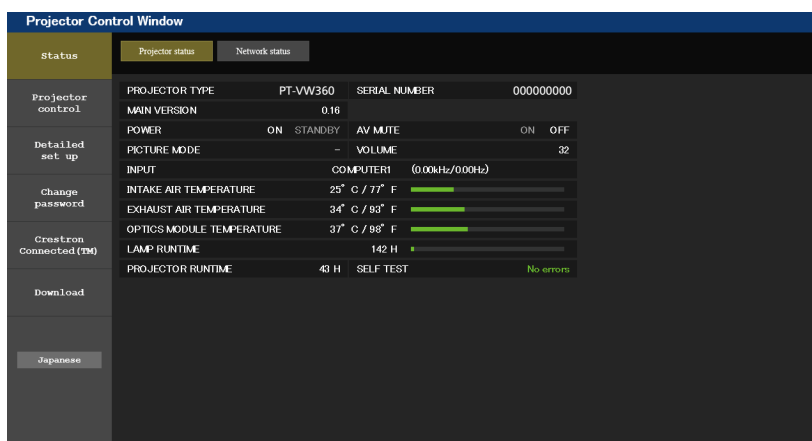 Projector Control Window
Status
Projector status
Network status
Projector
control
Detailed
set up
Change
password
Crestron
Connected(TM)
Download
Japanese
PROJECTOR TYPE PT-VW360 SERIAL NUMBER 000000000
MAIN VERSION 0.16
POWER ON STANDBY AV MUTE ON OFF
PICTURE MODE – VOLUME 32
INPUT COMPUTER1 (0.00kHz/0.00Hz)
INTAKE AIR TEMPERATURE 25° C / 77° F
EXHAUST AIR TEMPERATURE 34° C / 93° F
OPTICS MODULE TEMPERATURE 37° C / 98° F
LAMP RUNTIME 142 H
PROJECTOR RUNTIME 43 H SELF TEST No errors